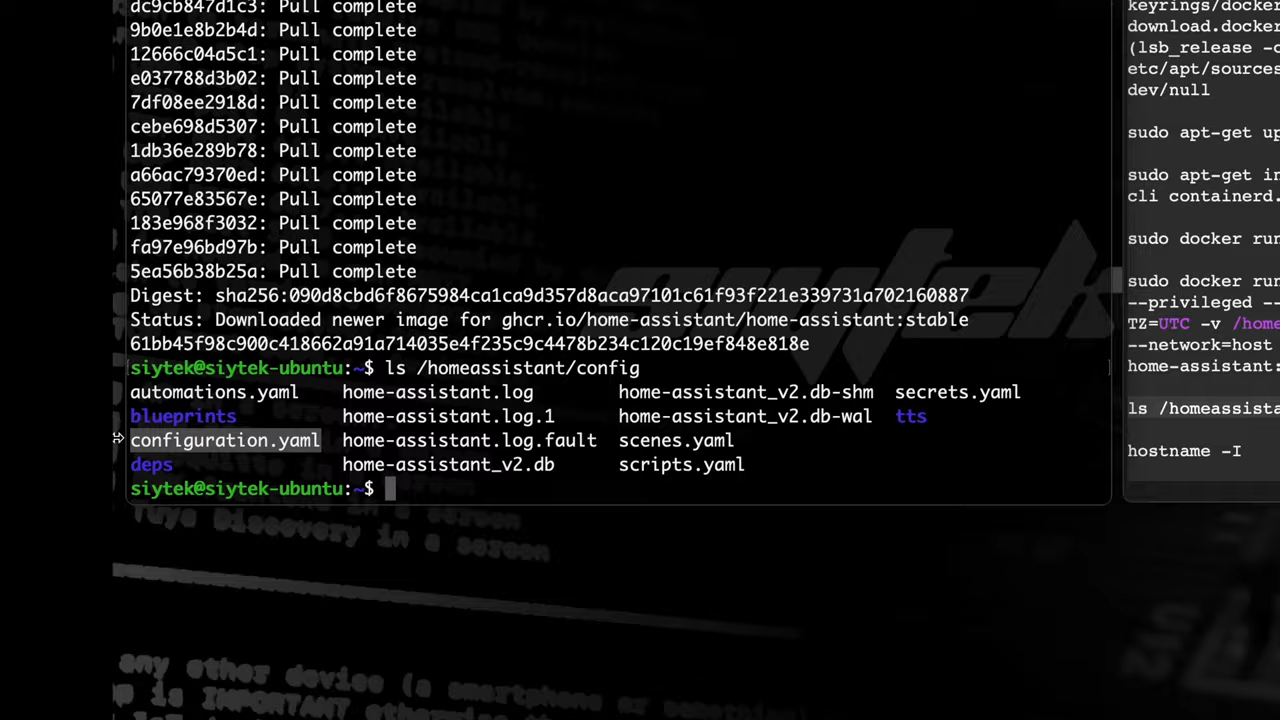 dc9cb847d1c3: Pull complete
9b0e1e8b2b4d: Pull complete
12666c04a5c1: Pull complete
e037788d3b02: Pull complete
7df08ee2918d: Pull complete
cebe698d5307: Pull complete
1db36e289b78: Pull complete
a66ac79370ed: Pull complete
65077e83567e: Pull complete
183e968f3032: Pull complete
fa97e96bd97b: Pull complete
5ea56b38b25a: Pull complete
Digest: sha256:090d8cbd6f8675984ca1ca9d357d8aca97101c61f93f221e339731a702160887
Status: Downloaded newer image for ghcr.io/home-assistant/home-assistant:stable
61bb45f98c900c418662a91a714035e4f235c9c4478b234c120c19ef848e818e
siytek@siytek-ubuntu:~$ ls /homeassistant/config
automations.yaml home-assistant.log home-assistant_v2.db-shm secrets.yaml
blueprints home-assistant.log.1 home-assistant_v2.db-wal tts
configuration.yaml home-assistant.log.fault scenes.yaml
deps home-assistant_v2.db scripts.yaml
siytek@siytek-ubuntu:~$
keyrings/docker
download.docker
(lsb_release -c
etc/apt/sources
dev/null
sudo apt-get up
sudo apt-get in
cli containerd.
sudo docker run
sudo docker run
--privileged --
TZ=UTC -v /home
--network=host
home-assistant:
ls /homeassista
hostname -I
siytek
Tuya Discovery in a screen
screen
any other device (a smartphone or
is IMPORTANT otherwise